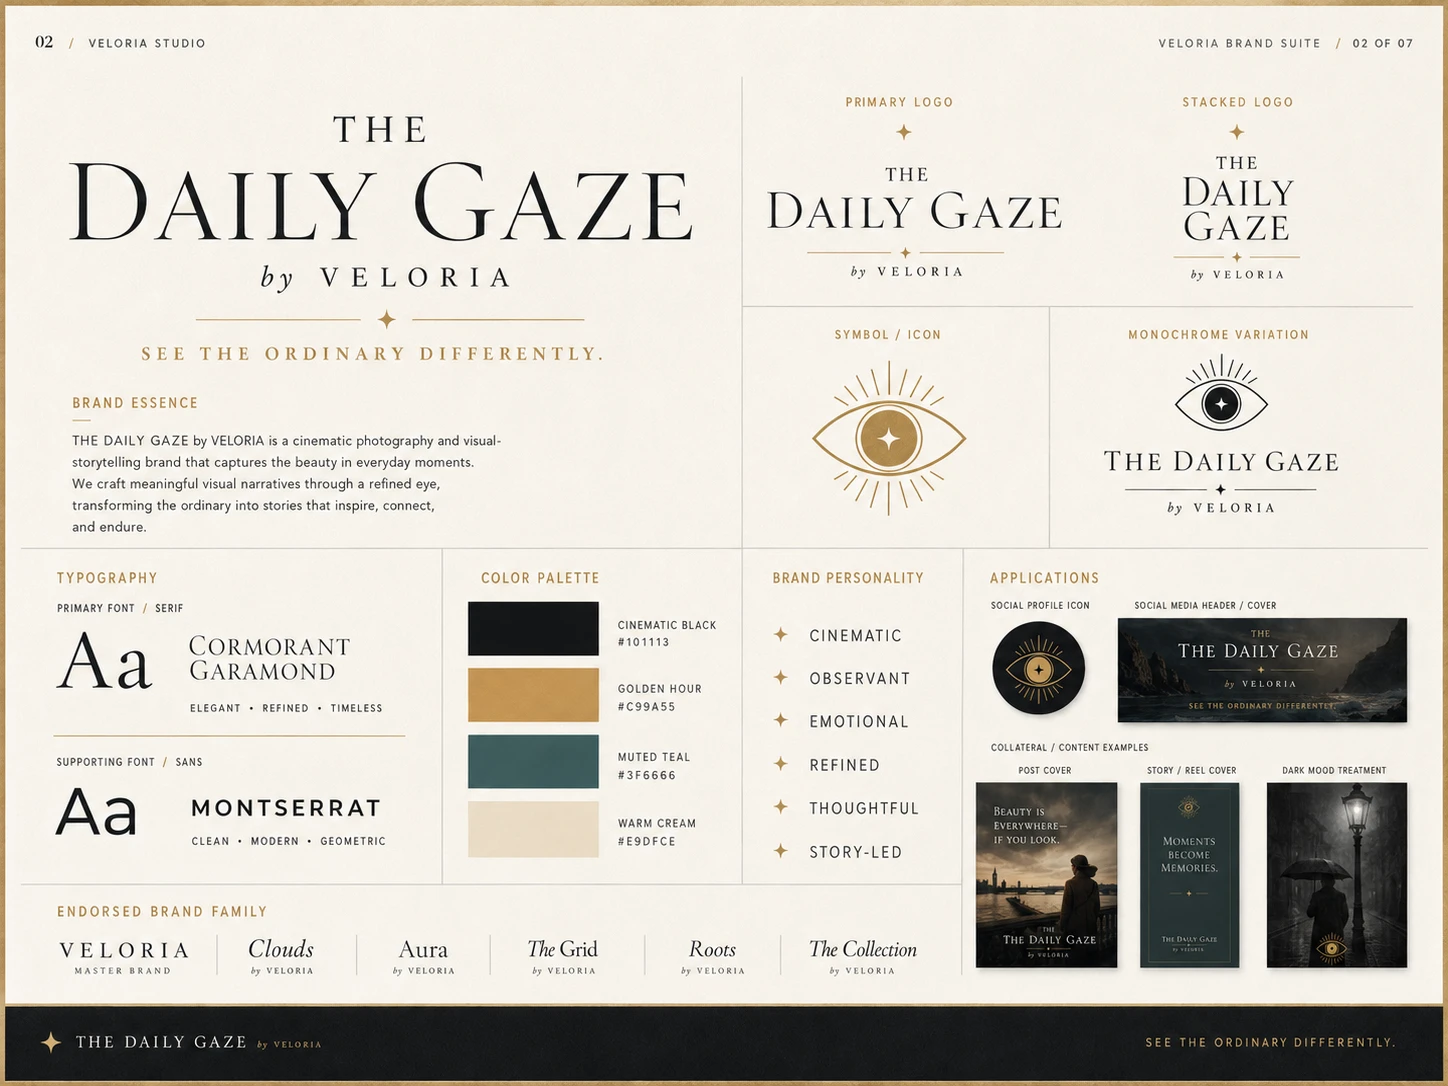 02 / VELORIA STUDIO
VELORIA BRAND SUITE / 02 OF 07
THE
DAILY GAZE
by VELORIA
SEE THE ORDINARY DIFFERENTLY.
BRAND ESSENCE
THE DAILY GAZE by VELORIA is a cinematic photography and visual-
storytelling brand that captures the beauty in everyday moments.
We craft meaningful visual narratives through a refined eye,
transforming the ordinary into stories that inspire, connect,
and endure.
PRIMARY LOGO
THE
DAILY GAZE
by VELORIA
STACKED LOGO
THE
DAILY
GAZE
by VELORIA
SYMBOL / ICON
MONOCHROME VARIATION
THE DAILY GAZE
by VELORIA
TYPOGRAPHY
PRIMARY FONT / SERIF
Aa
CORMORANT
GARAMOND
ELEGANT • REFINED • TIMELESS
SUPPORTING FONT / SANS
Aa
MONTSERRAT
CLEAN • MODERN • GEOMETRIC
COLOR PALETTE
CINEMATIC BLACK
#101113
GOLDEN HOUR
#C99A55
MUTED TEAL
#3F6666
WARM CREAM
#E9DFCE
BRAND PERSONALITY
CINEMATIC
OBSERVANT
EMOTIONAL
REFINED
THOUGHTFUL
STORY-LED
APPLICATIONS
SOCIAL PROFILE ICON
SOCIAL MEDIA HEADER / COVER
THE
THE DAILY GAZE
by VELORIA
SEE THE ORDINARY DIFFERENTLY.
COLLATERAL / CONTENT EXAMPLES
POST COVER
BEAUTY IS
EVERYWHERE—
IF YOU LOOK.
THE
THE DAILY GAZE
by VELORIA
STORY / REEL COVER
MOMENTS
BECOME
MEMORIES.
THE DAILY GAZE
by VELORIA
DARK MOOD TREATMENT
ENDORSED BRAND FAMILY
VELORIA
MASTER BRAND
Clouds
by VELORIA
Aura
by VELORIA
The Grid
by VELORIA
Roots
by VELORIA
The Collection
by VELORIA
THE DAILY GAZE by VELORIA
SEE THE ORDINARY DIFFERENTLY.